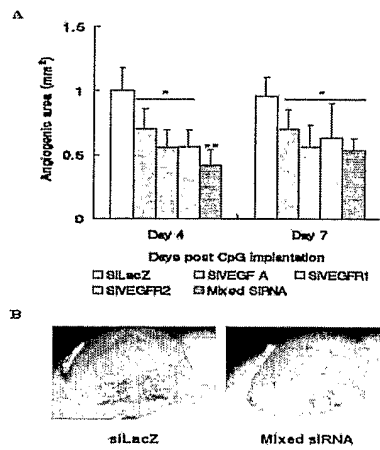 A
Angiogenic area (mm²)
1.5
1
0.5
0
*
**
*
Day 4 Day 7
Days post CpG implantation
SiLacZ SiVEGF A SiVEGFR1
SiVEGFR2 Mixed SiRNA
B
siLacZ Mixed siRNA